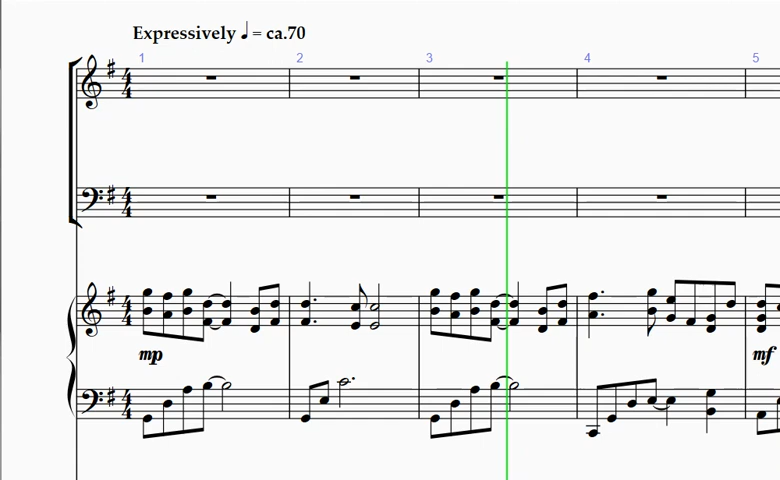 Expressively ♩ = ca.70
1 2 3 4 5
mp mf